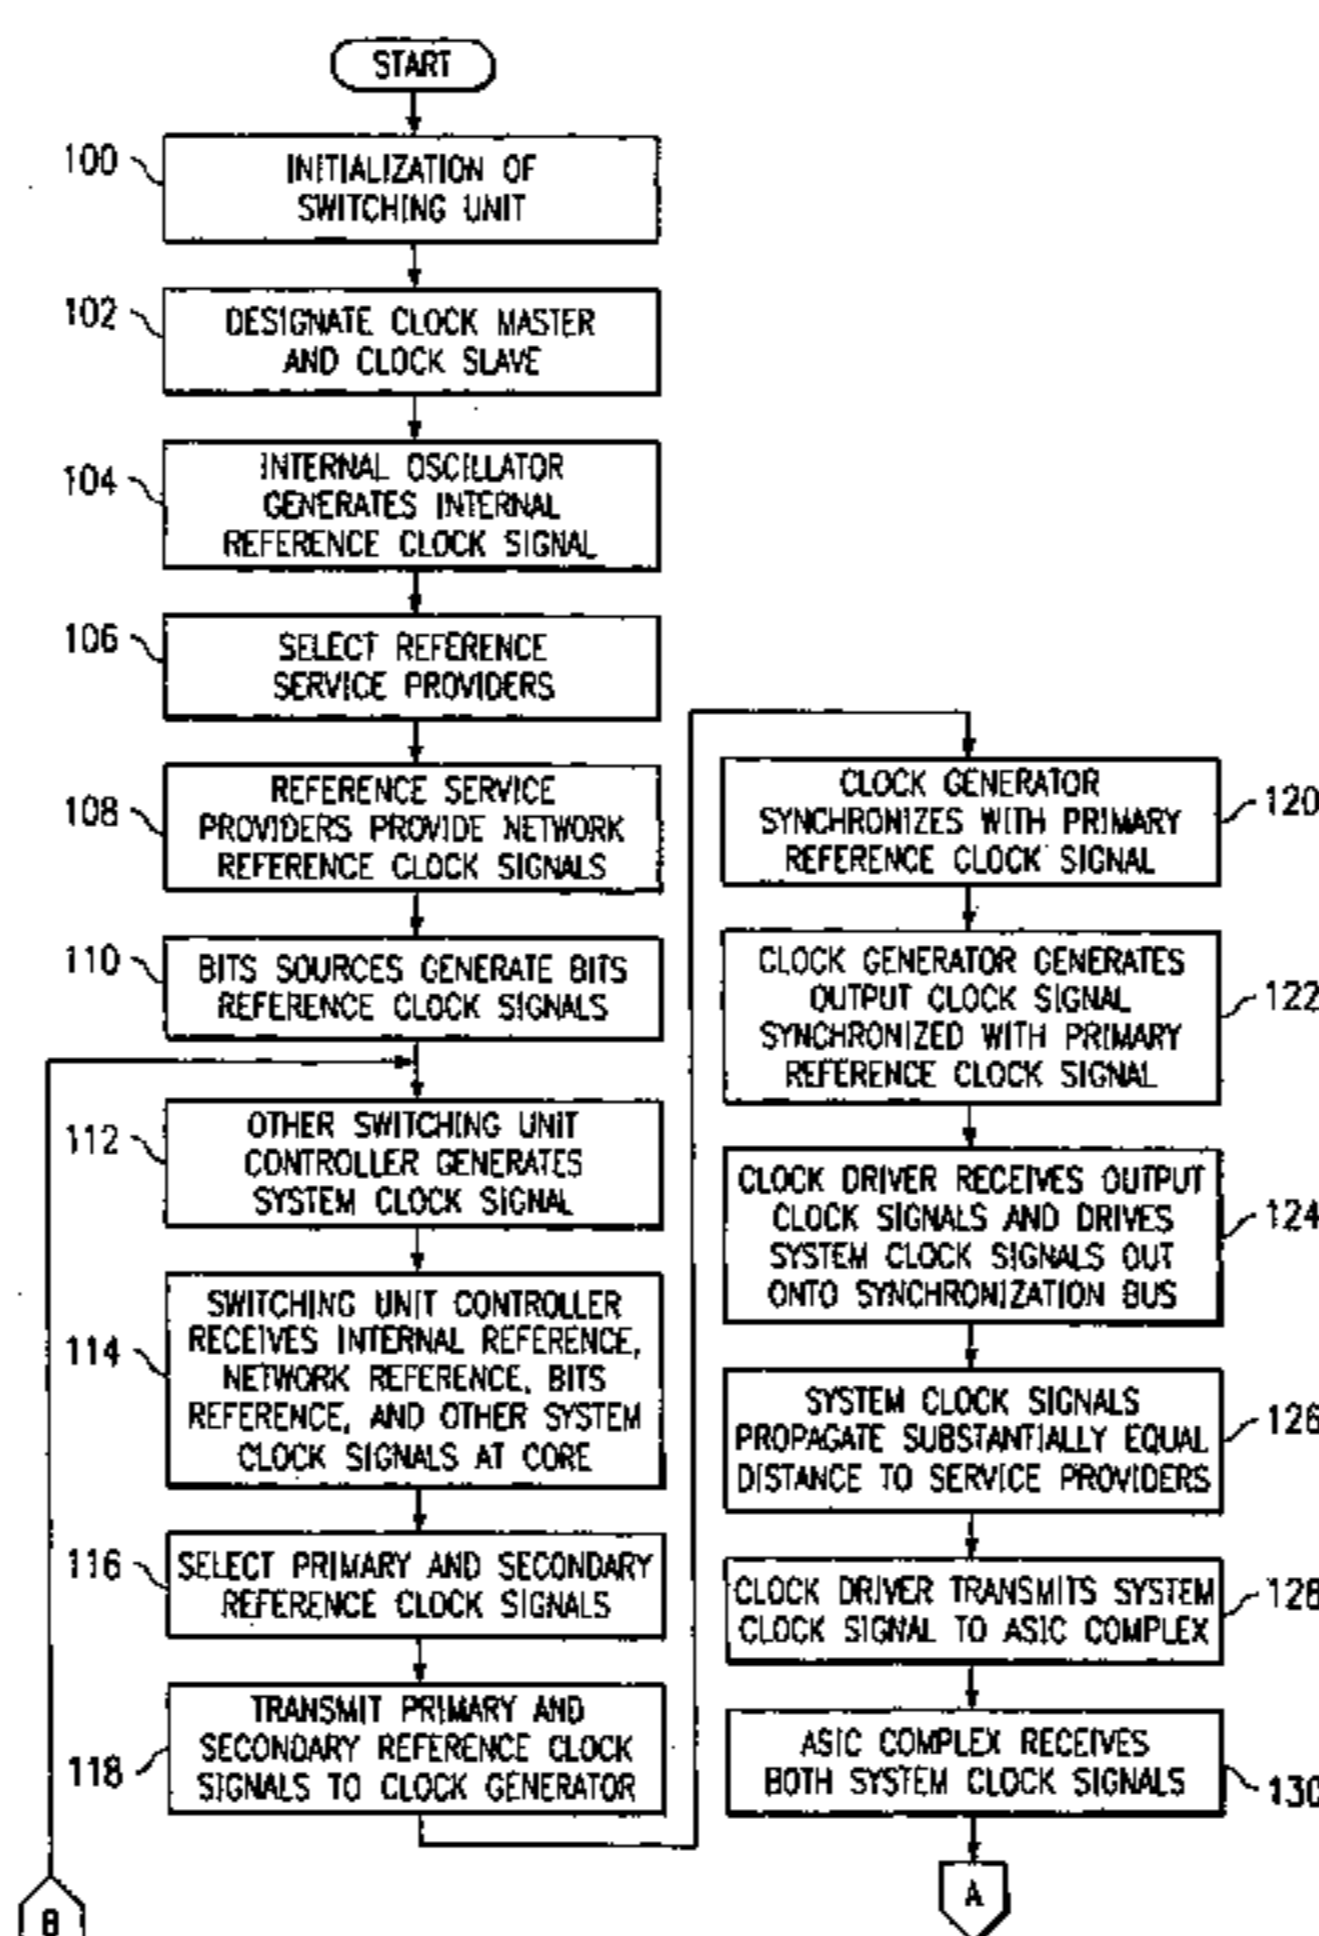 START
100
INITIALIZATION OF
SWITCHING UNIT
102
DESIGNATE CLOCK MASTER
AND CLOCK SLAVE
104
INTERNAL OSCILLATOR
GENERATES INTERNAL
REFERENCE CLOCK SIGNAL
106
SELECT REFERENCE
SERVICE PROVIDERS
108
REFERENCE SERVICE
PROVIDERS PROVIDE NETWORK
REFERENCE CLOCK SIGNALS
110
BITS SOURCES GENERATE BITS
REFERENCE CLOCK SIGNALS
112
OTHER SWITCHING UNIT
CONTROLLER GENERATES
SYSTEM CLOCK SIGNAL
114
SWITCHING UNIT CONTROLLER
RECEIVES INTERNAL REFERENCE,
NETWORK REFERENCE, BITS
REFERENCE, AND OTHER SYSTEM
CLOCK SIGNALS AT CORE
116
SELECT PRIMARY AND SECONDARY
REFERENCE CLOCK SIGNALS
118
TRANSMIT PRIMARY AND
SECONDARY REFERENCE CLOCK
SIGNALS TO CLOCK GENERATOR
B
CLOCK GENERATOR
SYNCHRONIZES WITH PRIMARY
REFERENCE CLOCK SIGNAL
120
CLOCK GENERATOR GENERATES
OUTPUT CLOCK SIGNAL
SYNCHRONIZED WITH PRIMARY
REFERENCE CLOCK SIGNAL
122
CLOCK DRIVER RECEIVES OUTPUT
CLOCK SIGNALS AND DRIVES
SYSTEM CLOCK SIGNALS OUT
ONTO SYNCHRONIZATION BUS
124
SYSTEM CLOCK SIGNALS
PROPAGATE SUBSTANTIALLY EQUAL
DISTANCE TO SERVICE PROVIDERS
126
CLOCK DRIVER TRANSMITS SYSTEM
CLOCK SIGNAL TO ASIC COMPLEX
128
ASIC COMPLEX RECEIVES
BOTH SYSTEM CLOCK SIGNALS
130
A